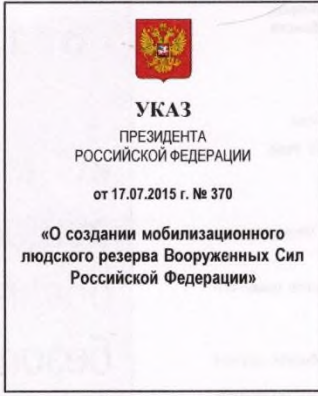 УКАЗ
ПРЕЗИДЕНТА
РОССИЙСКОЙ ФЕДЕРАЦИИ
от 17.07.2015 г. № 370
«О создании мобилизационного
людского резерва Вооруженных Сил
Российской Федерации»